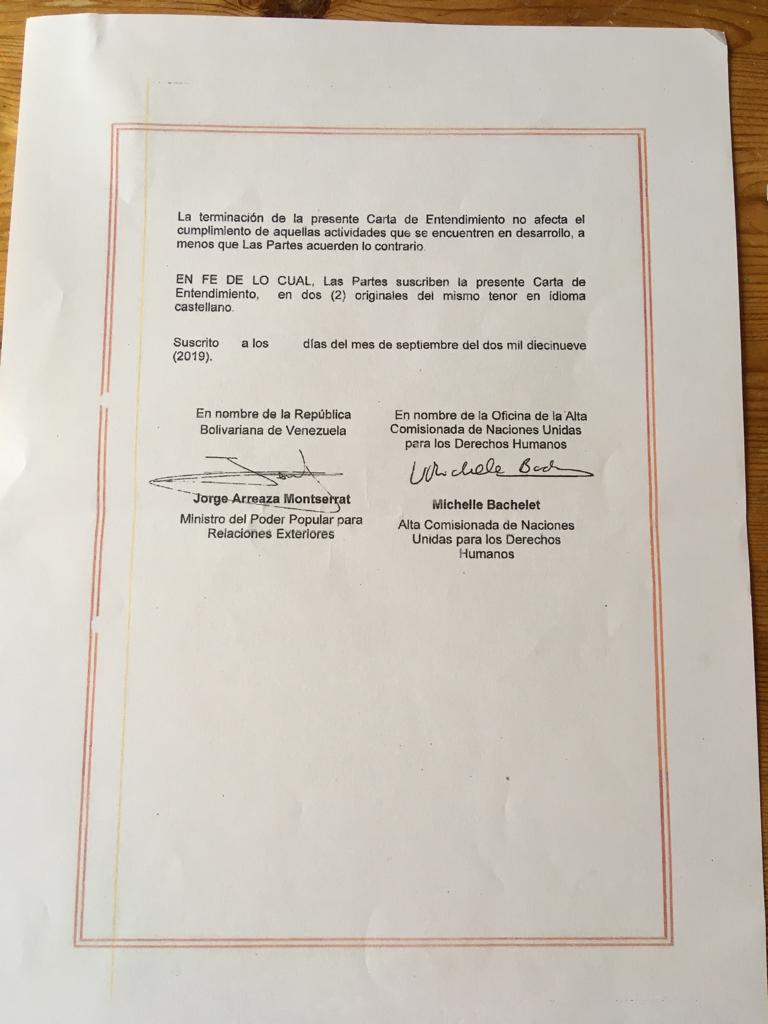 La terminación de la presente Carta de Entendimiento no afecta el
cumplimiento de aquellas actividades que se encuentren en desarrollo, a
menos que Las Partes acuerden lo contrario.
EN FE DE LO CUAL, Las Partes suscriben la presente Carta de
Entendimiento, en dos (2) originales del mismo tenor en idioma
castellano.
Suscrito a los días del mes de septiembre del dos mil diecinueve
(2019).
En nombre de la República
Bolivariana de Venezuela
Jorge Arreaza Montserrat
Ministro del Poder Popular para
Relaciones Exteriores
En nombre de la Oficina de la Alta
Comisionada de Naciones Unidas
para los Derechos Humanos
Michelle Bachelet
Alta Comisionada de Naciones
Unidas para los Derechos
Humanos